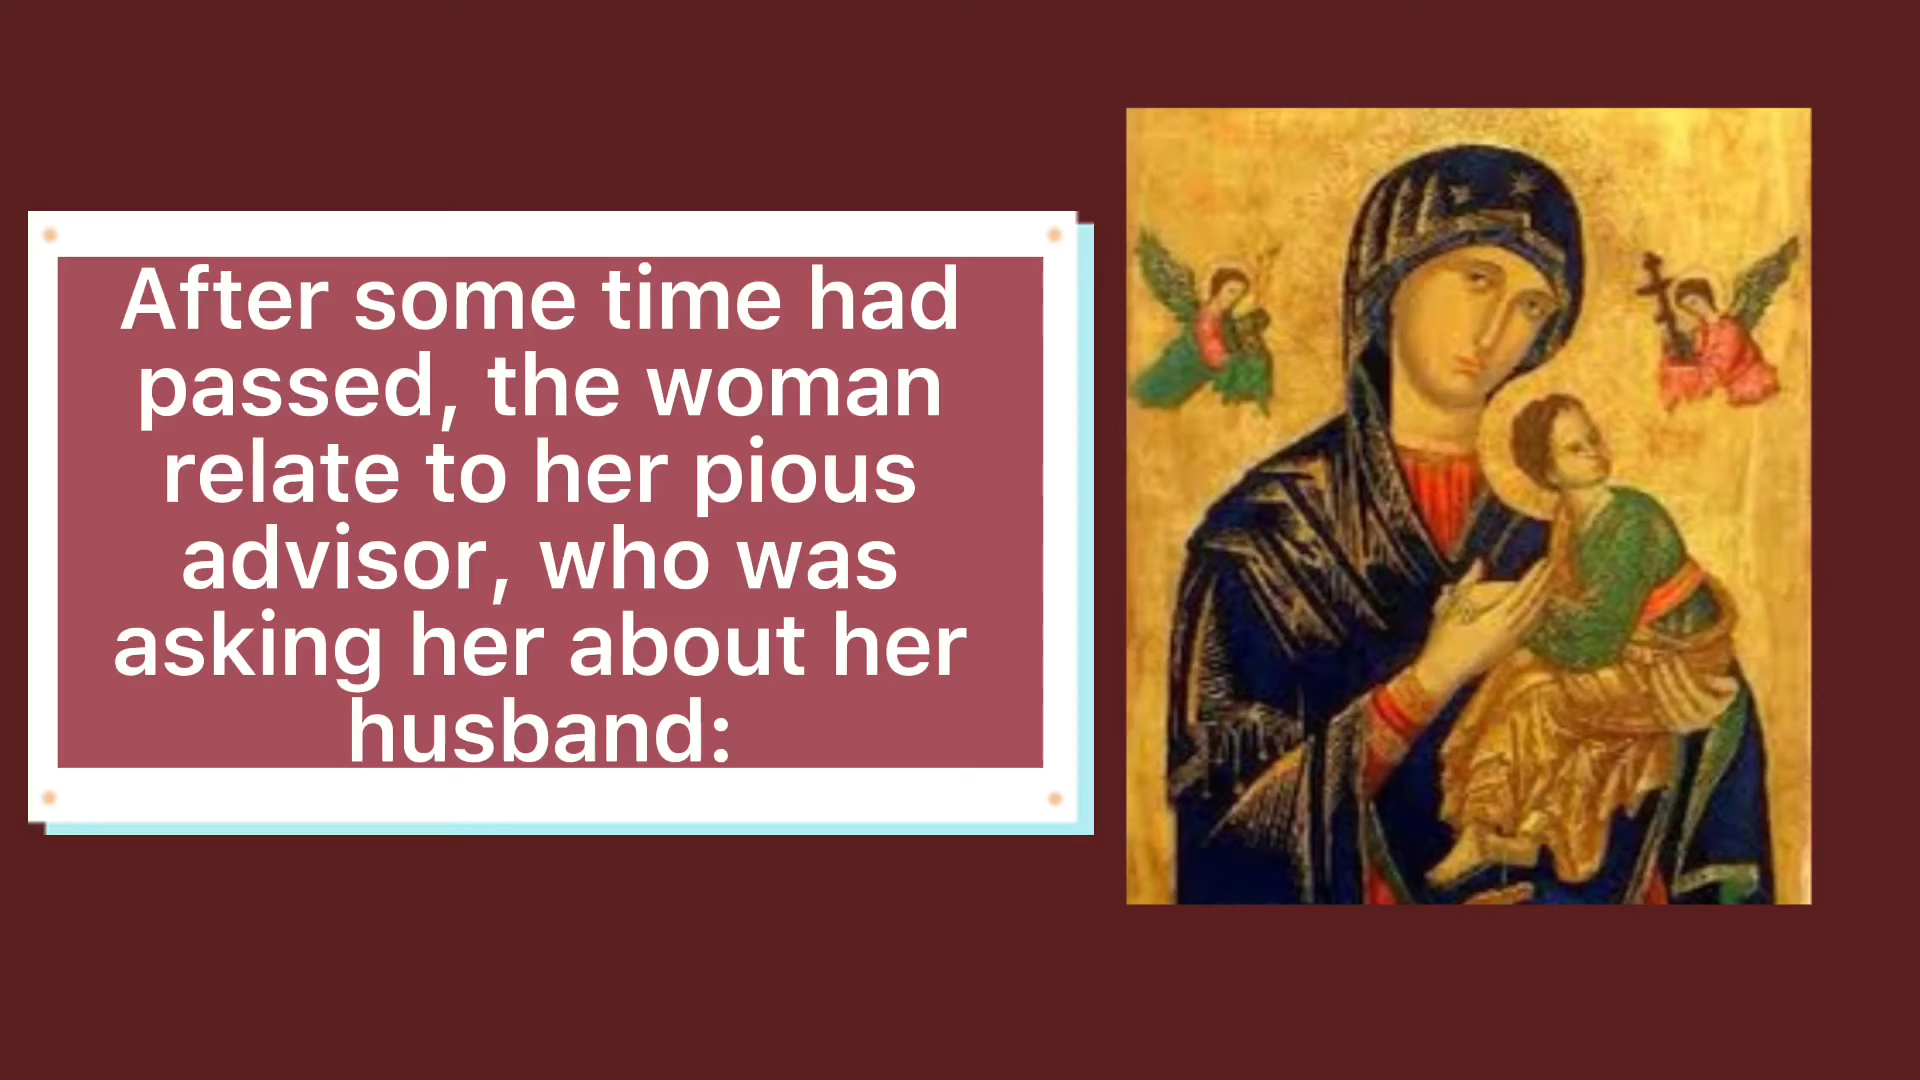 After some time had
passed, the woman
relate to her pious
advisor, who was
asking her about her
husband: